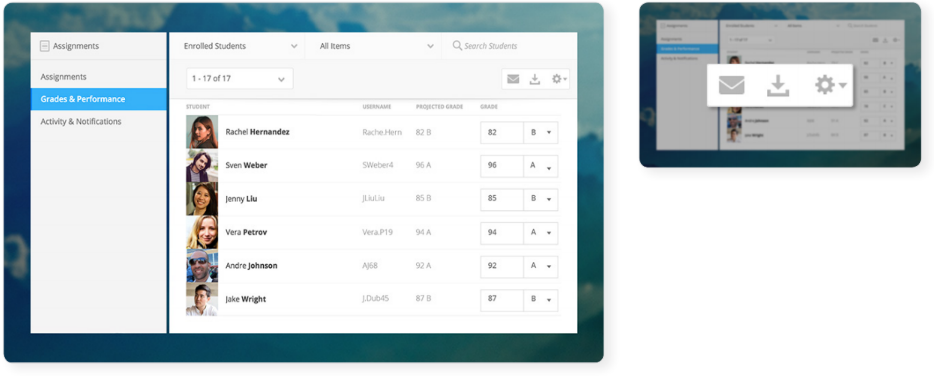 Assignments
Enrolled Students
All Items
Search Students
Assignments
Grades & Performance
Activity & Notifications
1 - 17 of 17
STUDENT USERNAME PROJECTED GRADE GRADE
Rachel Hernandez Rache.Hern 82 B 82 B
Sven Weber SWeber4 96 A 96 A
Jenny Liu JLiuLiu 85 B 85 B
Vera Petrov Vera.P19 94 A 94 A
Andre Johnson AJ68 92 A 92 A
Jake Wright J.Dub45 87 B 87 B
Assignments
Enrolled Students
All Items
Assignments
Grades & Performance
Activity & Notifications